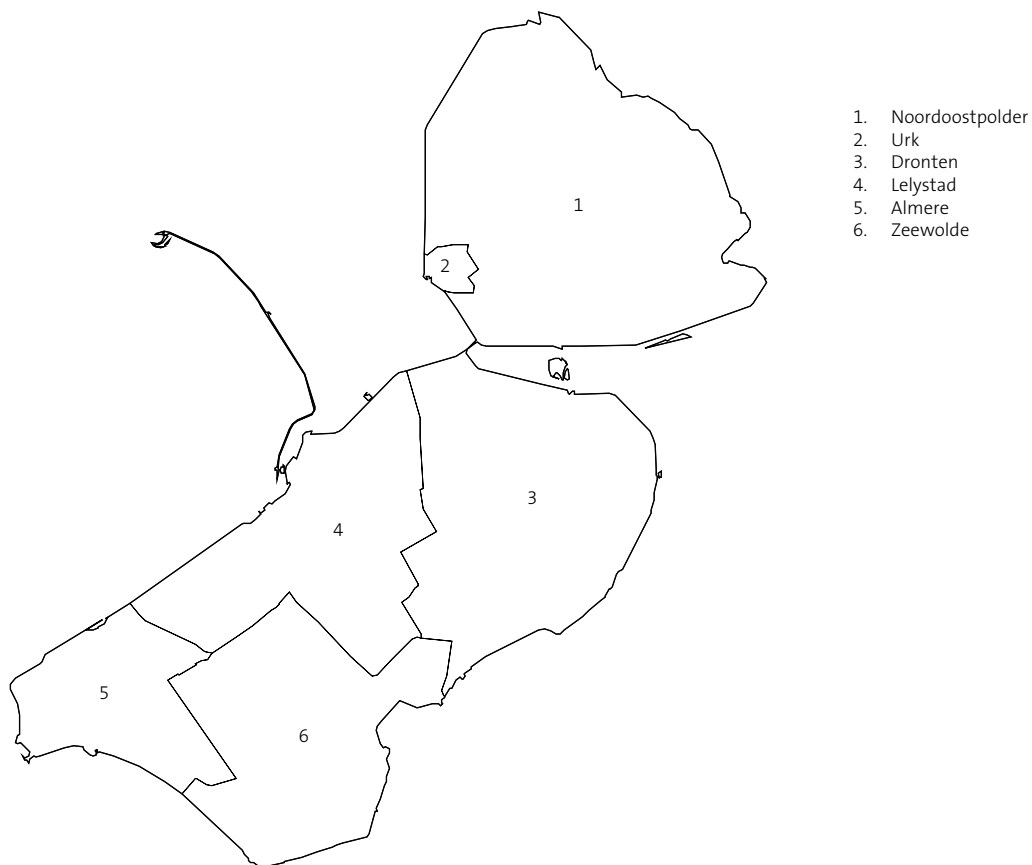 1. Noordoostpolder
2. Urk
3. Dronten
4. Lelystad
5. Almere
6. Zeewolde
1
2
3
4
5
6